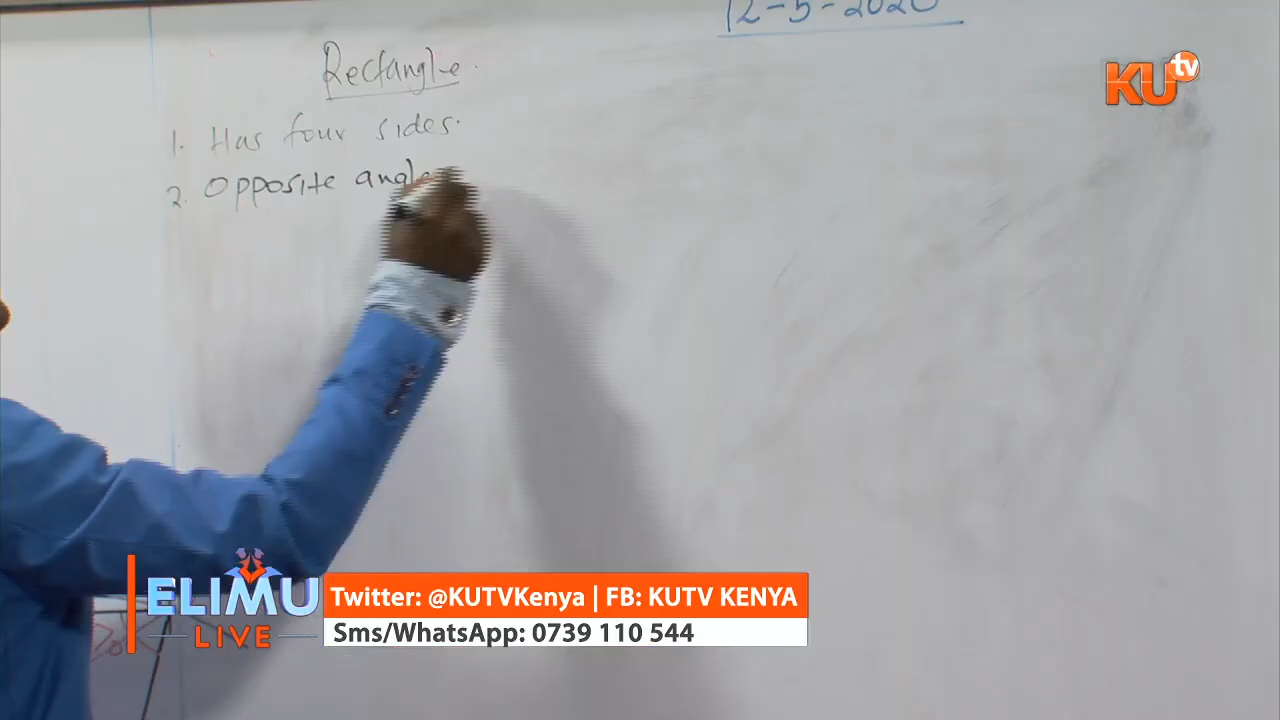 12-5-2020
KU tv
Rectangle.
1. Has four sides.
2. Opposite angle
ELIMU
LIVE
Twitter: @KUTVKenya | FB: KUTV KENYA
Sms/WhatsApp: 0739 110 544